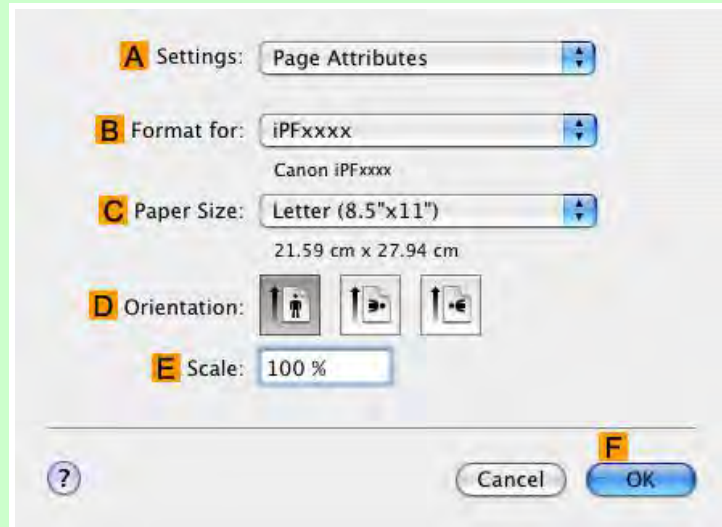 A Settings: Page Attributes
B Format for: iPFxxxx
Canon iPFxxxx
C Paper Size: Letter (8.5"x11")
21.59 cm x 27.94 cm
D Orientation:
E Scale: 100 %
F
? Cancel OK